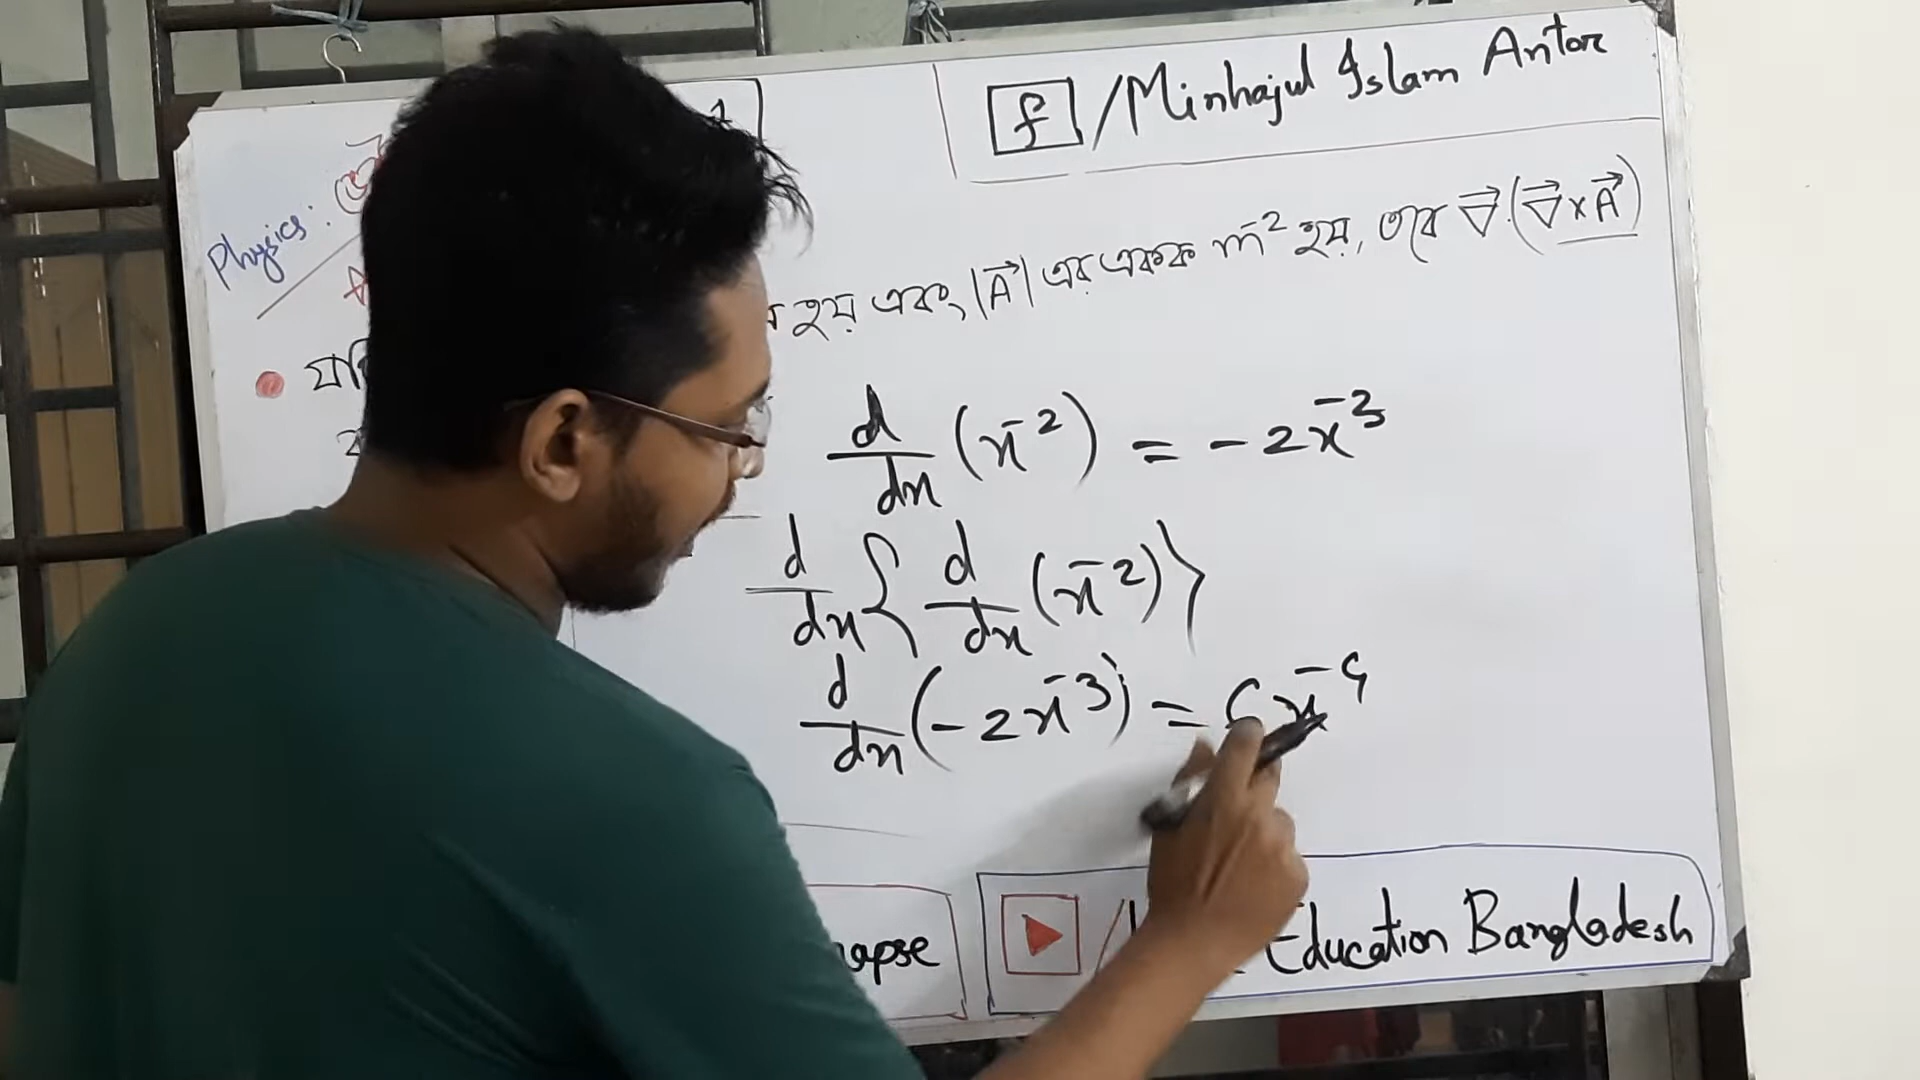 f /Minhajul Islam Antor
Physics:
হয় এবং |A⃗| এর একক m⁻² হয়, তবে ∇⃗.(∇⃗×A⃗)
d/dx (x⁻²) = -2x⁻³
d/dx { d/dx (x⁻²) }
d/dx (-2x⁻³) = 6x⁻⁴
apse
Education Bangladesh